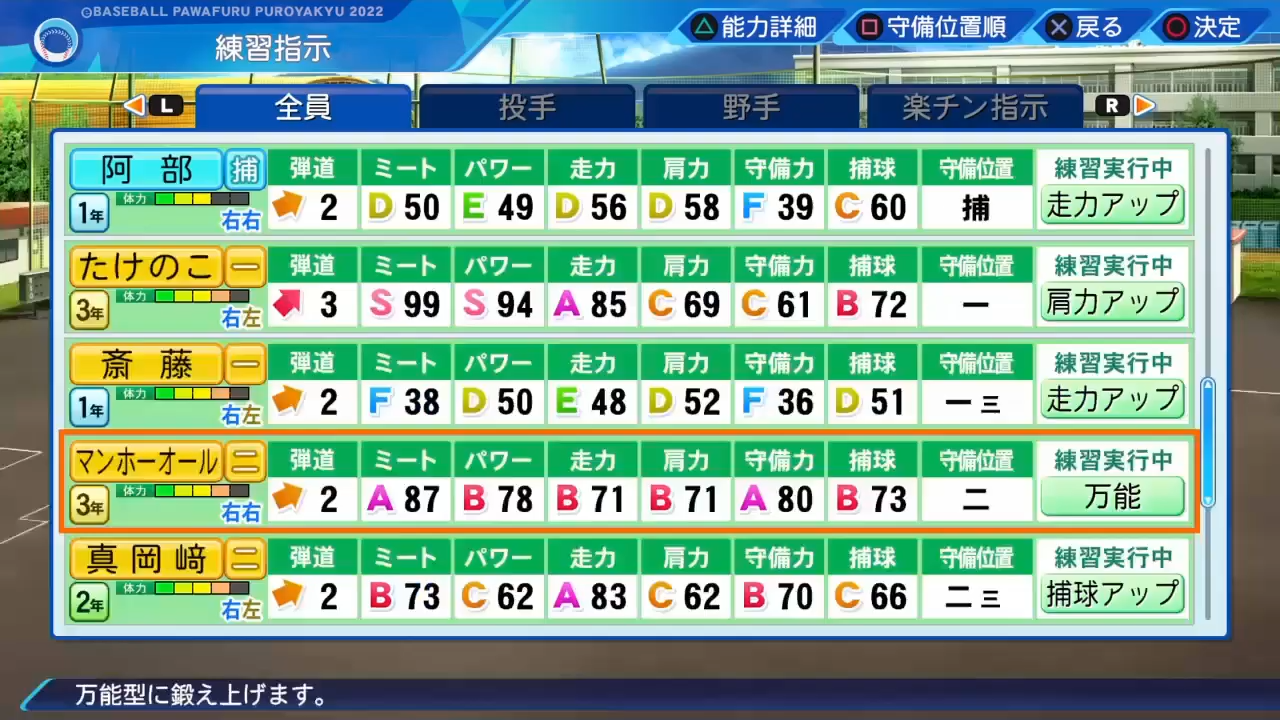 ©BASEBALL PAWAFURU PUROYAKYU 2022
練習指示
能力詳細 守備位置順 戻る 決定
L 全員 投手 野手 楽チン指示 R
阿部 捕 弾道 ミート パワー 走力 肩力 守備力 捕球 守備位置 練習実行中
1年 体力 右右 2 D 50 E 49 D 56 D 58 F 39 C 60 捕 走力アップ
たけのこ 一 弾道 ミート パワー 走力 肩力 守備力 捕球 守備位置 練習実行中
3年 体力 右左 3 S 99 S 94 A 85 C 69 C 61 B 72 一 肩力アップ
斎藤 一 弾道 ミート パワー 走力 肩力 守備力 捕球 守備位置 練習実行中
1年 体力 右左 2 F 38 D 50 E 48 D 52 F 36 D 51 一三 走力アップ
マンホーオール 二 弾道 ミート パワー 走力 肩力 守備力 捕球 守備位置 練習実行中
3年 体力 右右 2 A 87 B 78 B 71 B 71 A 80 B 73 二 万能
真岡﨑 二 弾道 ミート パワー 走力 肩力 守備力 捕球 守備位置 練習実行中
2年 体力 右左 2 B 73 C 62 A 83 C 62 B 70 C 66 二三 捕球アップ
万能型に鍛え上げます。